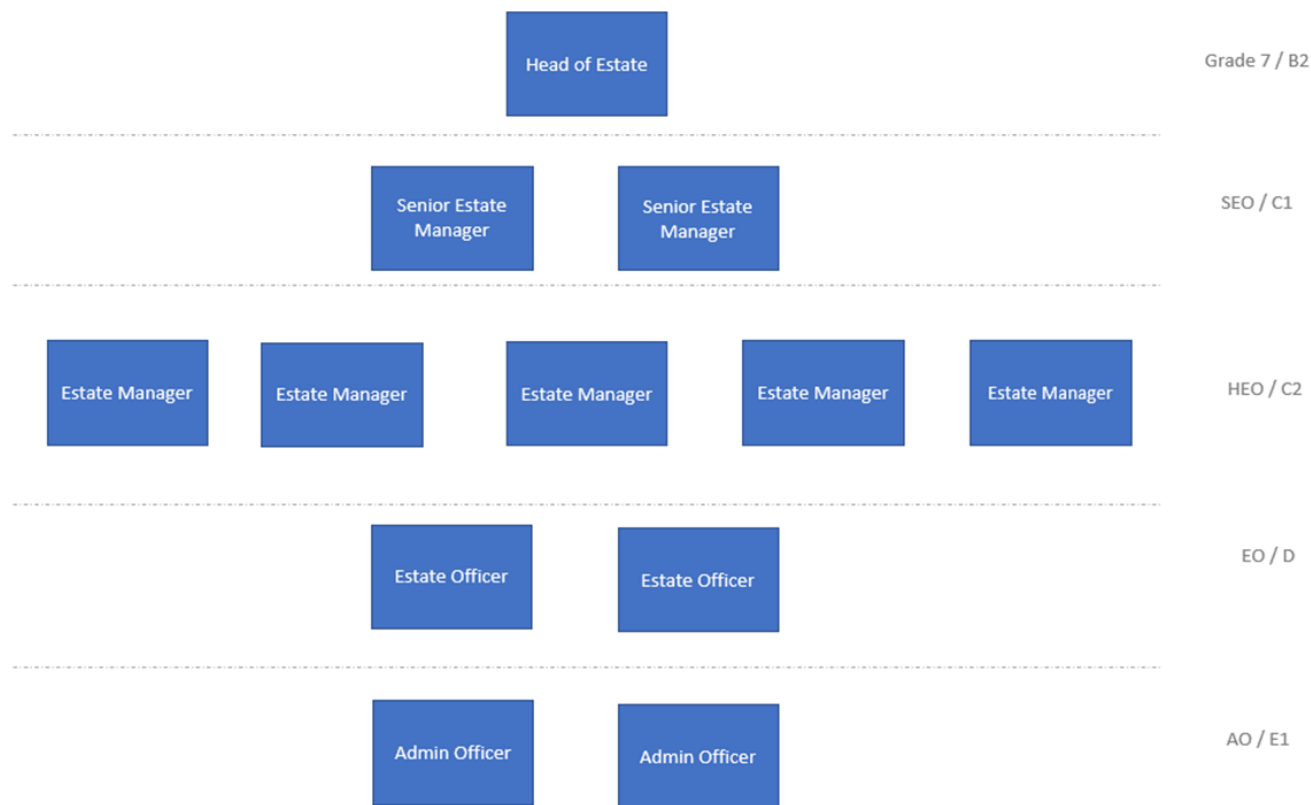 Head of Estate
Grade 7 / B2
Senior Estate
Manager
Senior Estate
Manager
SEO / C1
Estate Manager
Estate Manager
Estate Manager
Estate Manager
Estate Manager
HEO / C2
Estate Officer
Estate Officer
EO / D
Admin Officer
Admin Officer
AO / E1